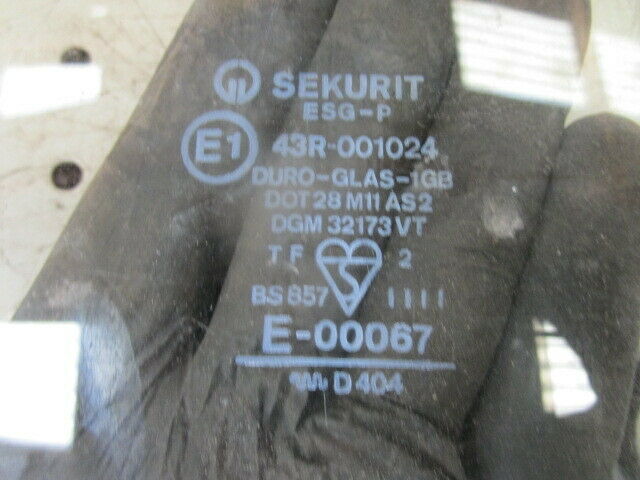 SEKURIT
ESG-P
E1 43R-001024
DURO-GLAS-1GB
DOT 28 M11 AS2
DGM 32173 VT
T F 2
BS 857 IIII
E-00067
D 404